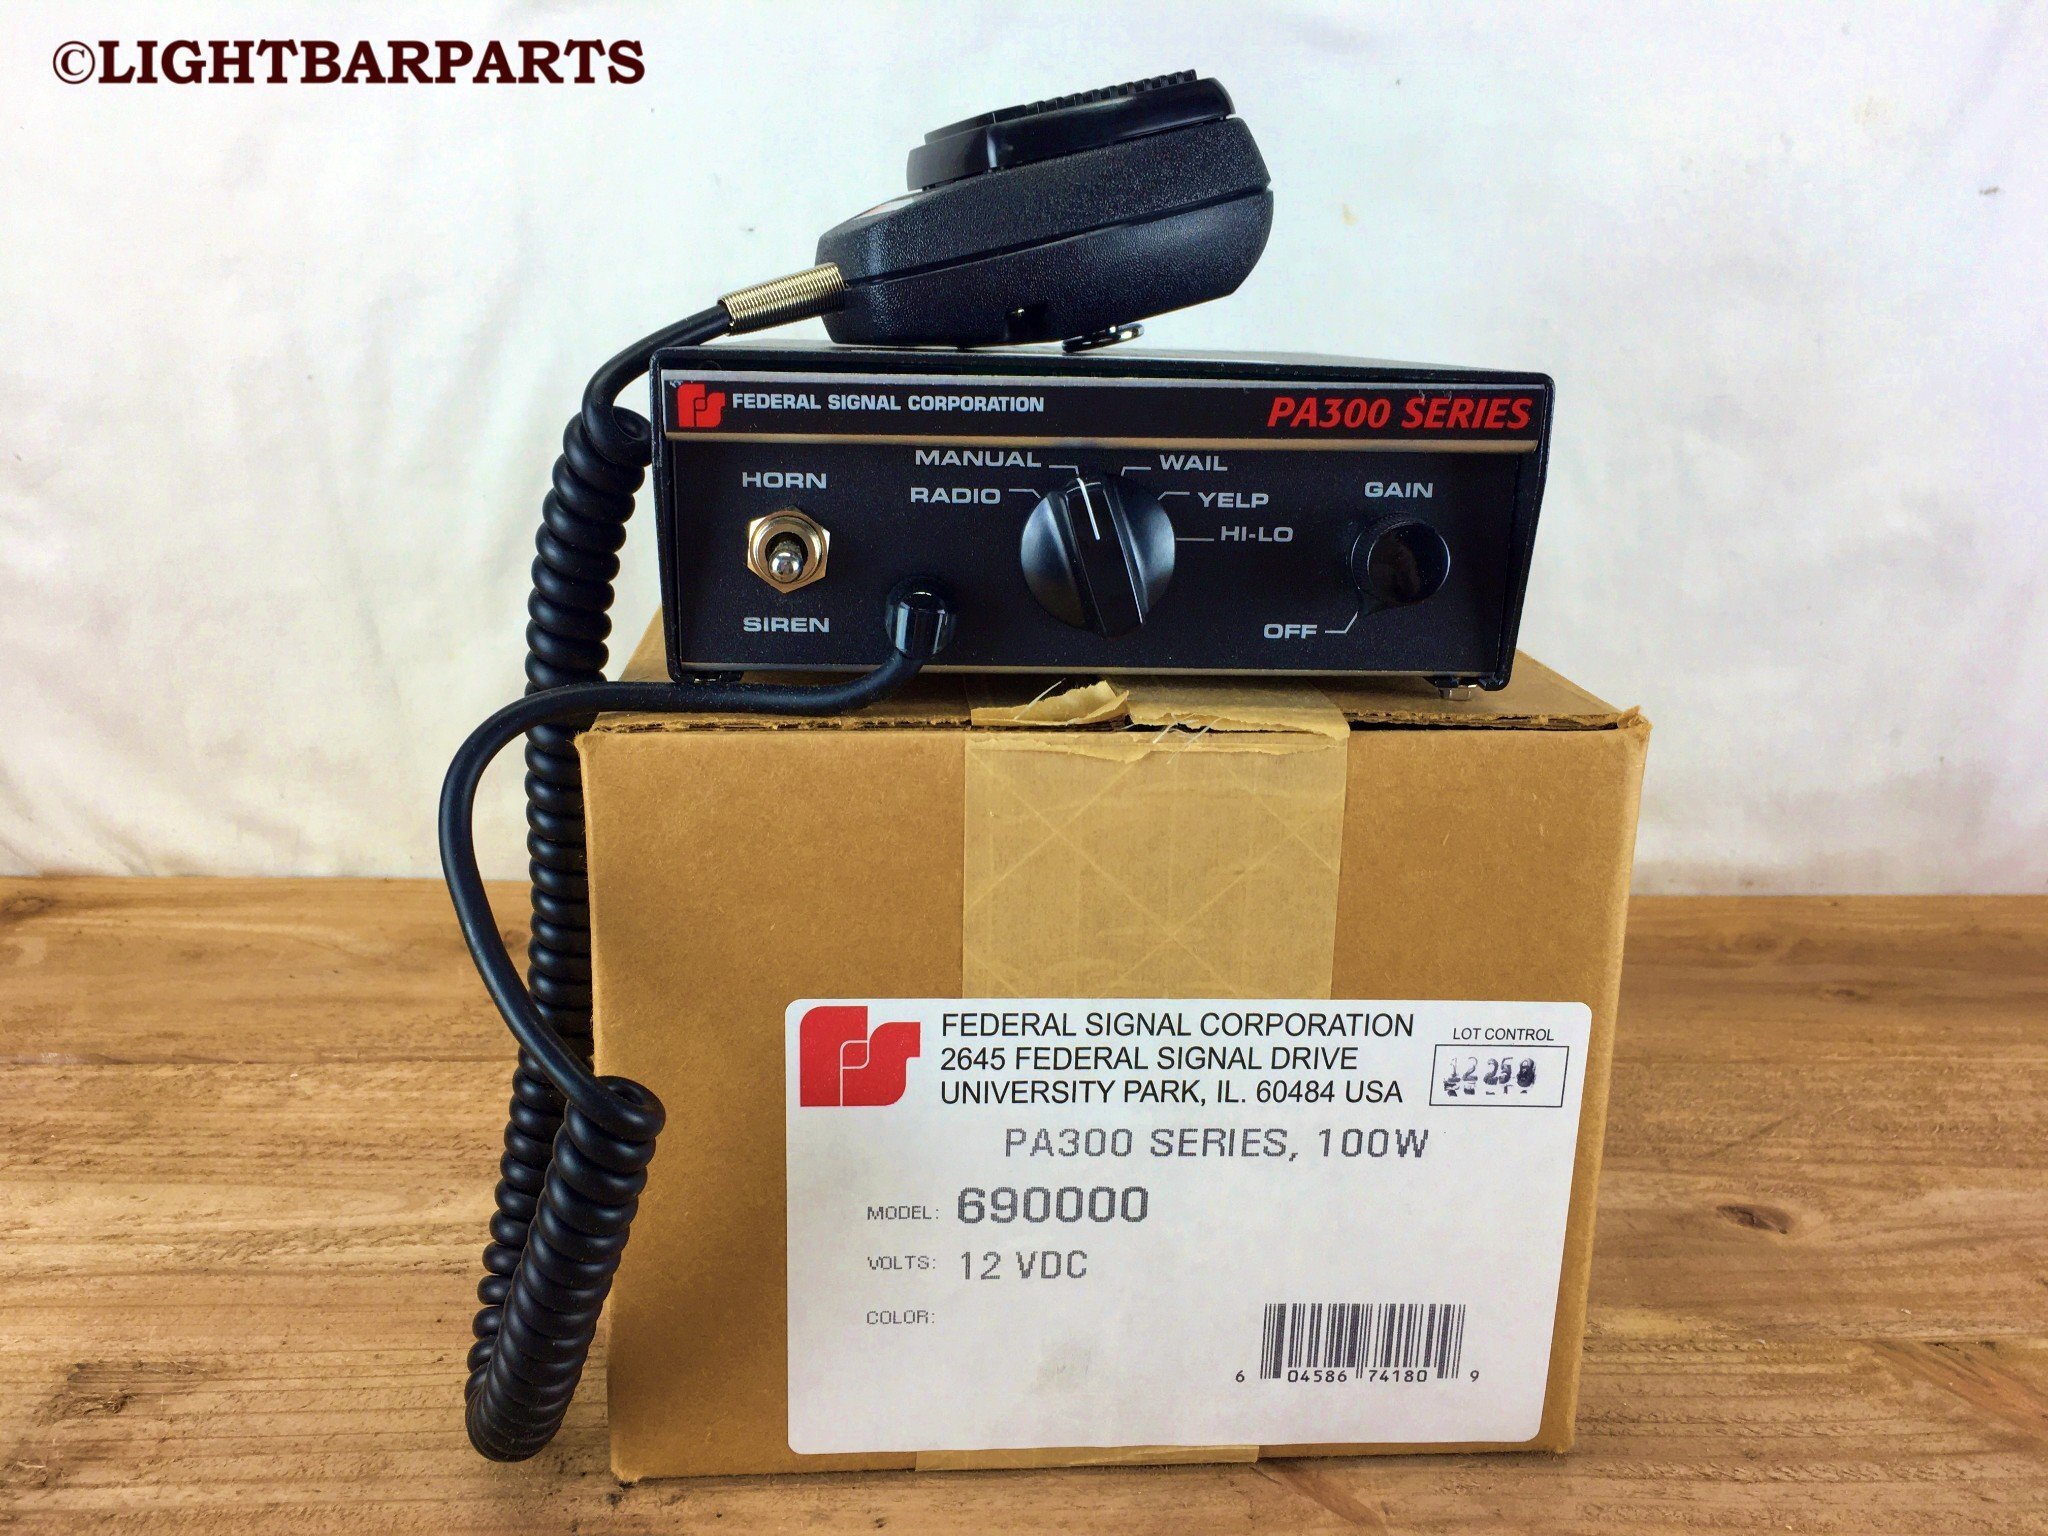 ©LIGHTBARPARTS
FEDERAL SIGNAL CORPORATION
PA300 SERIES
HORN
SIREN
MANUAL
RADIO
WAIL
YELP
HI-LO
GAIN
OFF
FEDERAL SIGNAL CORPORATION
2645 FEDERAL SIGNAL DRIVE
UNIVERSITY PARK, IL. 60484 USA
LOT CONTROL
PA300 SERIES, 100W
MODEL: 690000
VOLTS: 12 VDC
COLOR:
6 04586 74180 9